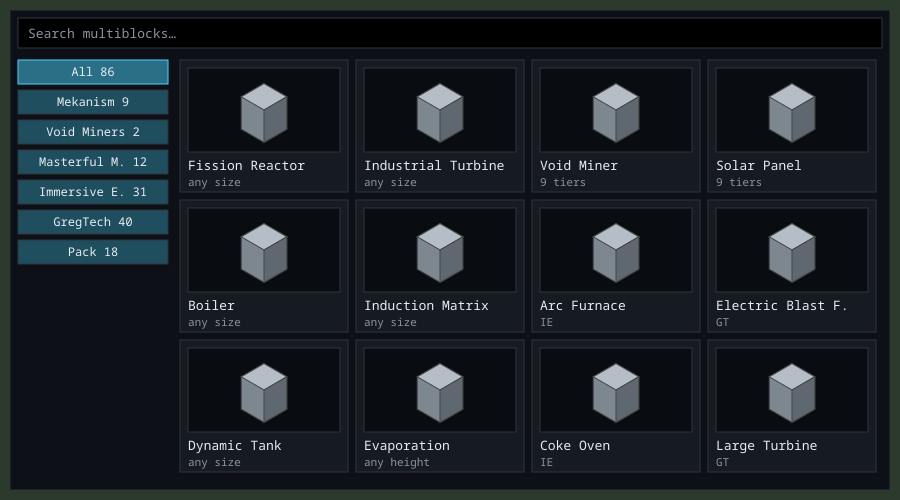 Search multiblocks…
All 86
Mekanism 9
Void Miners 2
Masterful M. 12
Immersive E. 31
GregTech 40
Pack 18
Fission Reactor
any size
Industrial Turbine
any size
Void Miner
9 tiers
Solar Panel
9 tiers
Boiler
any size
Induction Matrix
any size
Arc Furnace
IE
Electric Blast F.
GT
Dynamic Tank
any size
Evaporation
any height
Coke Oven
IE
Large Turbine
GT